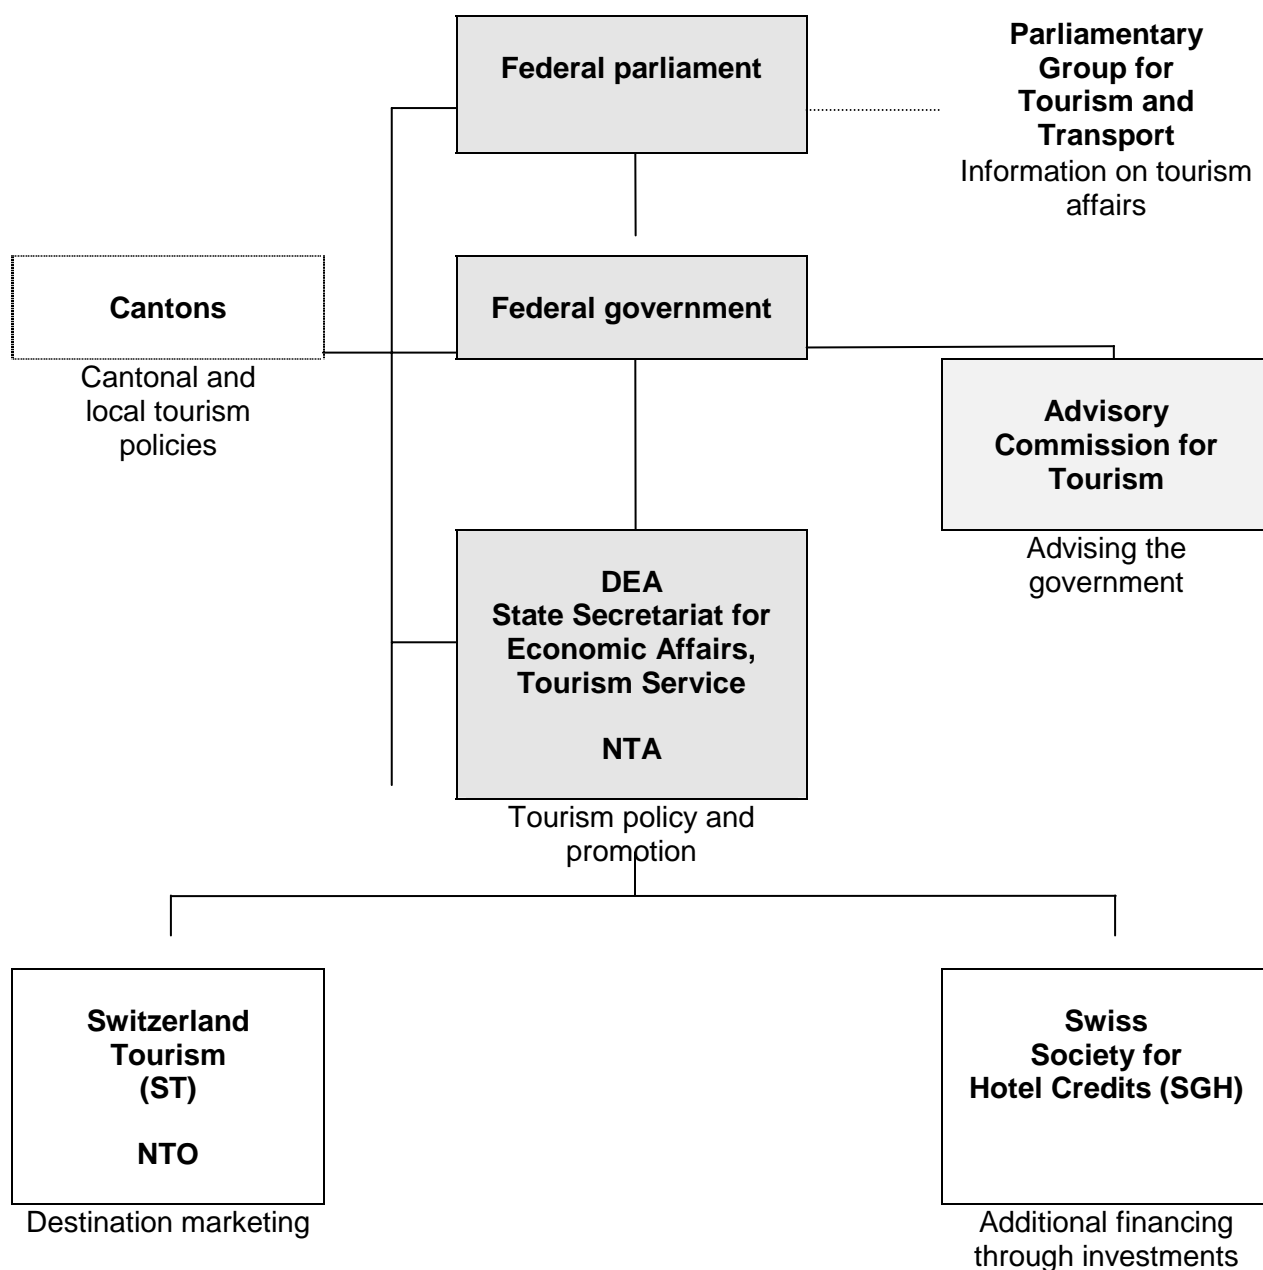 Federal parliament
Parliamentary
Group for
Tourism and
Transport
Information on tourism
affairs
Cantons
Cantonal and
local tourism
policies
Federal government
Advisory
Commission for
Tourism
Advising the
government
DEA
State Secretariat for
Economic Affairs,
Tourism Service
NTA
Tourism policy and
promotion
Switzerland
Tourism
(ST)
NTO
Destination marketing
Swiss
Society for
Hotel Credits (SGH)
Additional financing
through investments